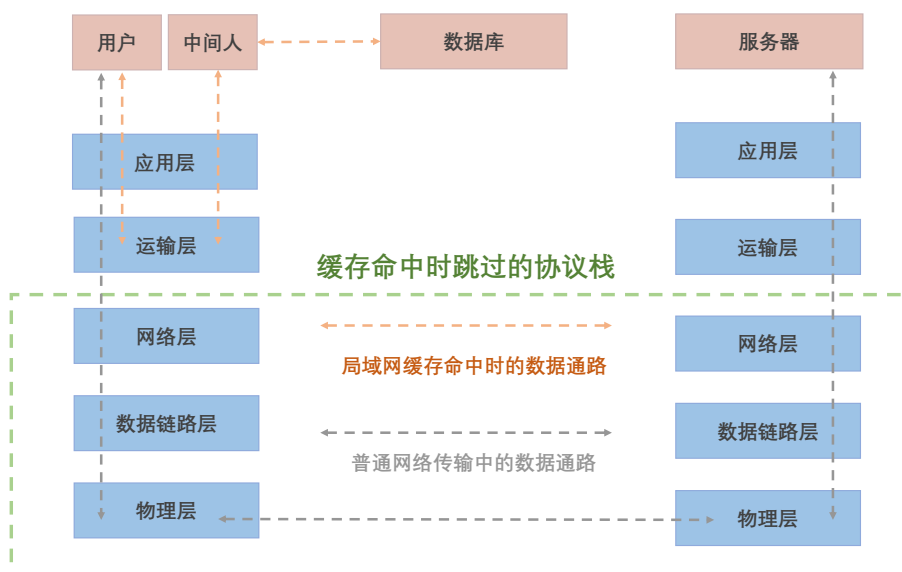 用户
中间人
数据库
服务器
应用层
应用层
运输层
运输层
缓存命中时跳过的协议栈
网络层
网络层
局域网缓存命中时的数据通路
数据链路层
数据链路层
普通网络传输中的数据通路
物理层
物理层